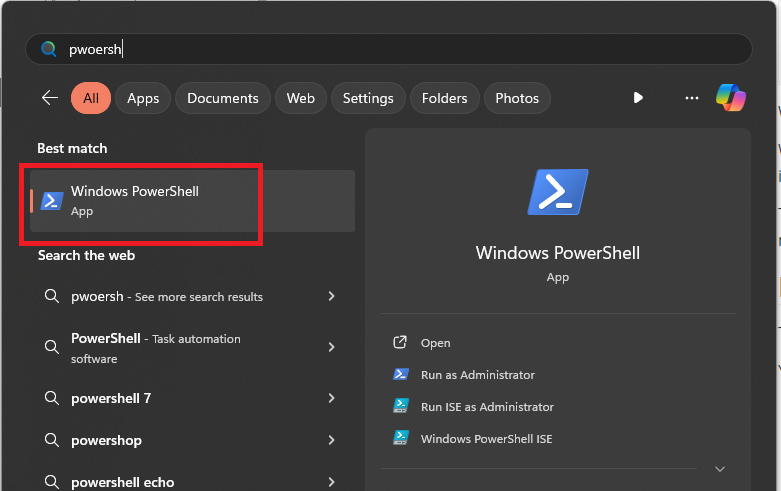 pwoersh
All
Apps
Documents
Web
Settings
Folders
Photos
Best match
Windows PowerShell
App
Search the web
pwoersh - See more search results
PowerShell - Task automation
software
powershell 7
powershop
powershell echo
Windows PowerShell
App
Open
Run as Administrator
Run ISE as Administrator
Windows PowerShell ISE